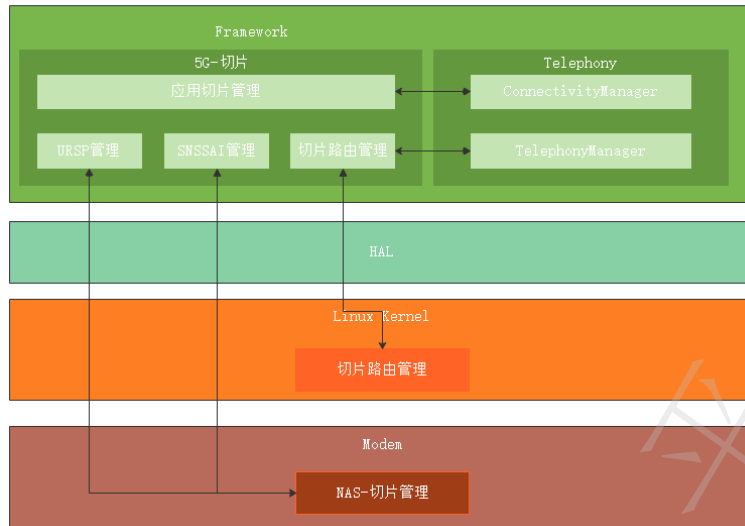 Framework
5G-切片
Telephony
应用切片管理
ConnectivityManager
URSP管理
SNSSAI管理
切片路由管理
TelephonyManager
HAL
Linux Kernel
切片路由管理
Modem
NAS-切片管理